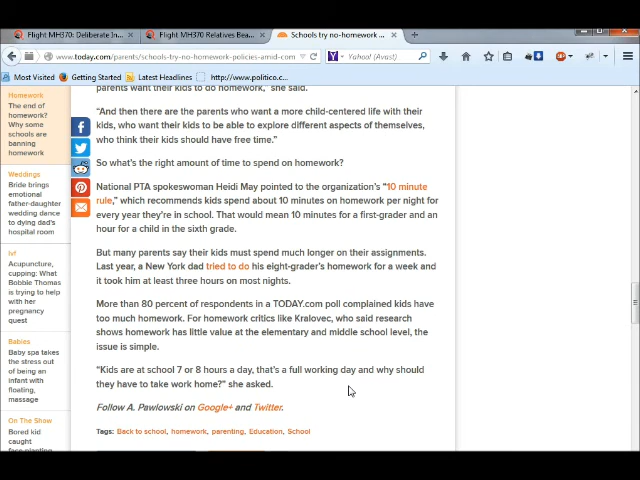 Flight MH370: Deliberate In...
Flight MH370 Relatives Bea...
Schools try no-homework ...
www.today.com/parents/schools-try-no-homework-policies-amid-com
Yahoo (Avast)
Most Visited
Getting Started
Latest Headlines
http://www.politico.c...
Homework
The end of
homework?
Why some
schools are
banning
homework
Weddings
Bride brings
emotional
father-daughter
wedding dance
to dying dad's
hospital room
Ivf
Acupuncture,
cupping: What
Bobbie Thomas
is trying to
help with
her
pregnancy
quest
Babies
Baby spa takes
the stress out
of being an
infant with
floating,
massage
On The Show
Bored kid
caught
parents want their kids to do homework," she said.
“And then there are the parents who want a more child-centered life with their
kids, who want their kids to be able to explore different aspects of themselves,
who think their kids should have free time.”
So what's the right amount of time to spend on homework?
National PTA spokeswoman Heidi May pointed to the organization's “10 minute
rule,” which recommends kids spend about 10 minutes on homework per night for
every year they're in school. That would mean 10 minutes for a first-grader and an
hour for a child in the sixth grade.
But many parents say their kids must spend much longer on their assignments.
Last year, a New York dad tried to do his eight-grader's homework for a week and
it took him at least three hours on most nights.
More than 80 percent of respondents in a TODAY.com poll complained kids have
too much homework. For homework critics like Kralovec, who said research
shows homework has little value at the elementary and middle school level, the
issue is simple.
“Kids are at school 7 or 8 hours a day, that's a full working day and why should
they have to take work home?” she asked.
Follow A. Pawlowski on Google+ and Twitter.
Tags: Back to school, homework, parenting, Education, School